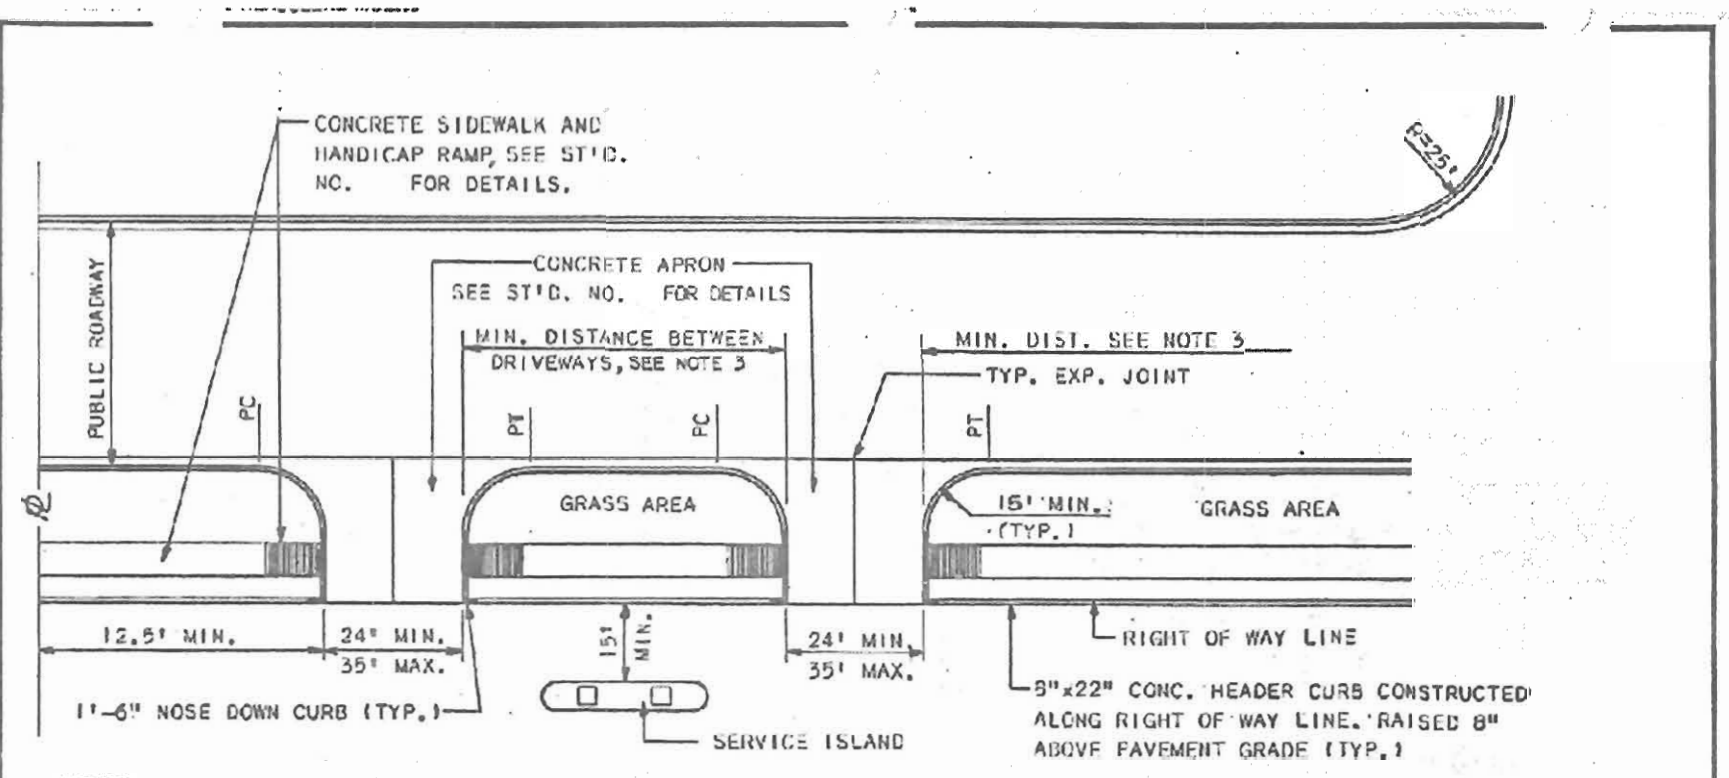 CONCRETE SIDEWALK AND
HANDICAP RAMP, SEE ST'D.
NO. FOR DETAILS.
R=25'
PUBLIC ROADWAY
CONCRETE APRON
SEE ST'D. NO. FOR DETAILS
MIN. DISTANCE BETWEEN
DRIVEWAYS, SEE NOTE 3
MIN. DIST. SEE NOTE 3
TYP. EXP. JOINT
PC
PT
PC
PT
GRASS AREA
15' MIN.
(TYP.)
GRASS AREA
12.5' MIN.
24' MIN.
35' MAX.
15'
MIN.
24' MIN.
35' MAX.
RIGHT OF WAY LINE
1'-6" NOSE DOWN CURB (TYP.)
SERVICE ISLAND
8"x22" CONC. HEADER CURB CONSTRUCTED
ALONG RIGHT OF WAY LINE. RAISED 8"
ABOVE PAVEMENT GRADE (TYP.)